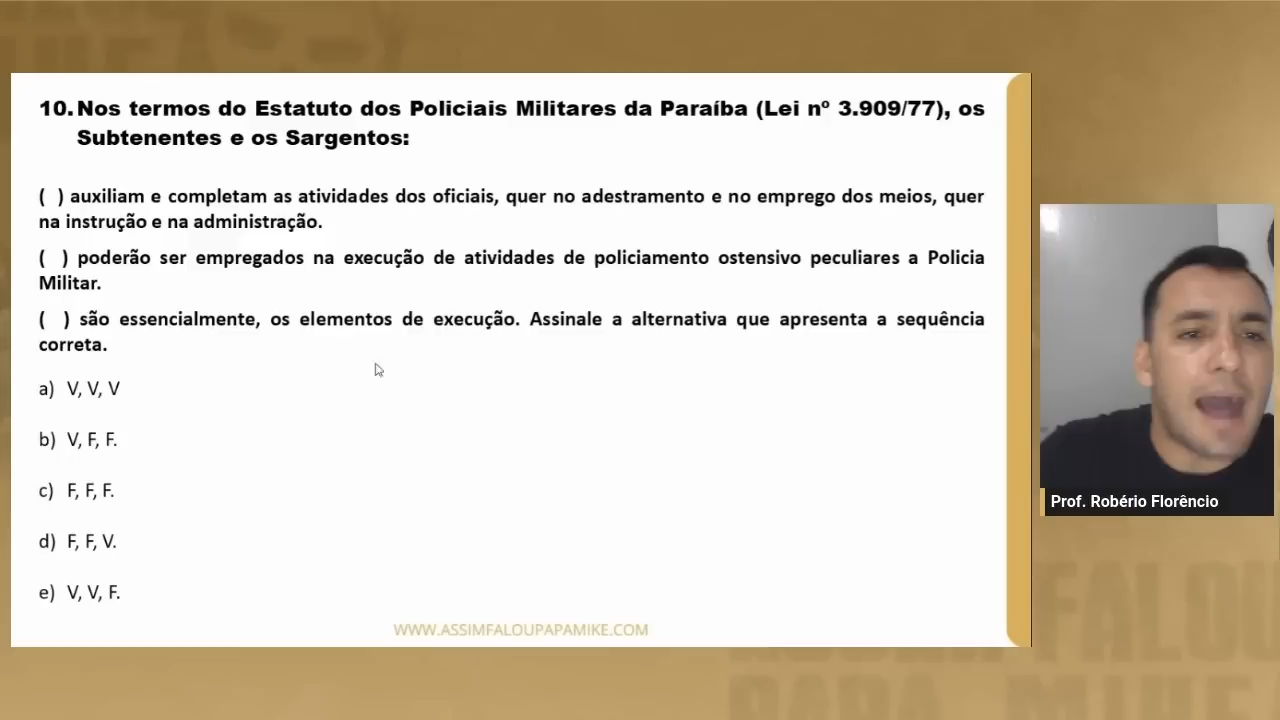 10. Nos termos do Estatuto dos Policiais Militares da Paraíba (Lei nº 3.909/77), os
Subtenentes e os Sargentos:
( ) auxiliam e completam as atividades dos oficiais, quer no adestramento e no emprego dos meios, quer
na instrução e na administração.
( ) poderão ser empregados na execução de atividades de policiamento ostensivo peculiares a Policia
Militar.
( ) são essencialmente, os elementos de execução. Assinale a alternativa que apresenta a sequência
correta.
a) V, V, V
b) V, F, F.
c) F, F, F.
d) F, F, V.
e) V, V, F.
WWW.ASSIMFALOUPAPAMIKE.COM
Prof. Robério Florêncio
FALOU